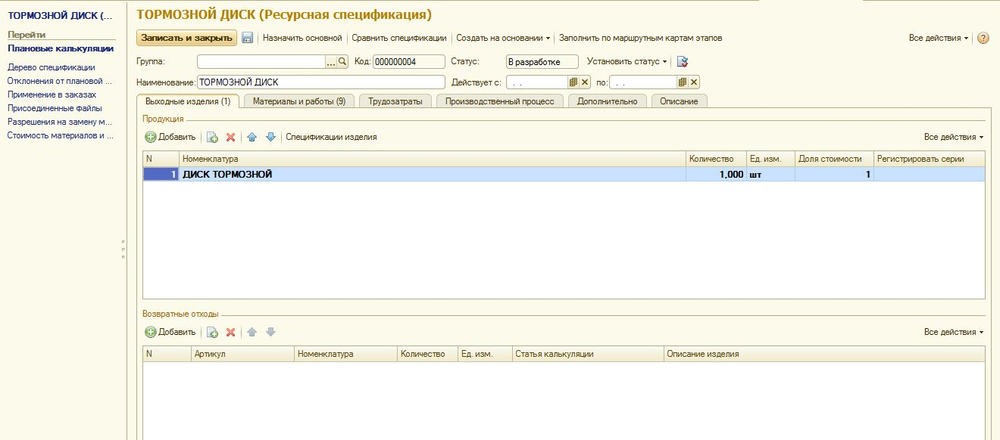 ТОРМОЗНОЙ ДИСК (...
Перейти
Плановые калькуляции
Дерево спецификации
Отклонения от плановой ...
Применение в заказах
Присоединенные файлы
Разрешения на замену м...
Стоимость материалов и ...
ТОРМОЗНОЙ ДИСК (Ресурсная спецификация)
Записать и закрыть Назначить основной Сравнить спецификации Создать на основании Заполнить по маршрутным картам этапов Все действия ?
Группа: ... Код: 000000004 Статус: В разработке Установить статус
Наименование: ТОРМОЗНОЙ ДИСК Действует с: . . по: . .
Выходные изделия (1) Материалы и работы (9) Трудозатраты Производственный процесс Дополнительно Описание
Продукция
Добавить Спецификации изделия Все действия
N Номенклатура Количество Ед. изм. Доля стоимости Регистрировать серии
1 ДИСК ТОРМОЗНОЙ 1,000 шт 1
Возвратные отходы
Добавить Все действия
N Артикул Номенклатура Количество Ед. изм. Статья калькуляции Описание изделия